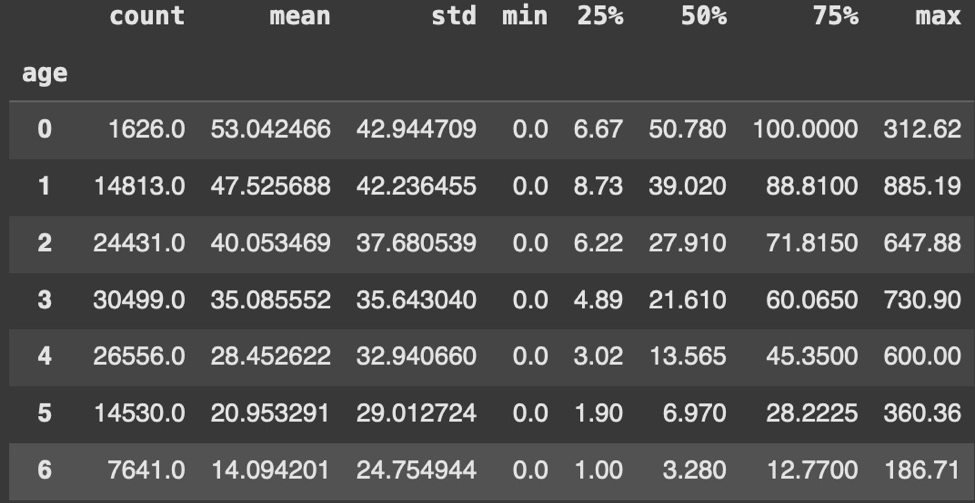 count mean std min 25% 50% 75% max
age
0 1626.0 53.042466 42.944709 0.0 6.67 50.780 100.0000 312.62
1 14813.0 47.525688 42.236455 0.0 8.73 39.020 88.8100 885.19
2 24431.0 40.053469 37.680539 0.0 6.22 27.910 71.8150 647.88
3 30499.0 35.085552 35.643040 0.0 4.89 21.610 60.0650 730.90
4 26556.0 28.452622 32.940660 0.0 3.02 13.565 45.3500 600.00
5 14530.0 20.953291 29.012724 0.0 1.90 6.970 28.2225 360.36
6 7641.0 14.094201 24.754944 0.0 1.00 3.280 12.7700 186.71